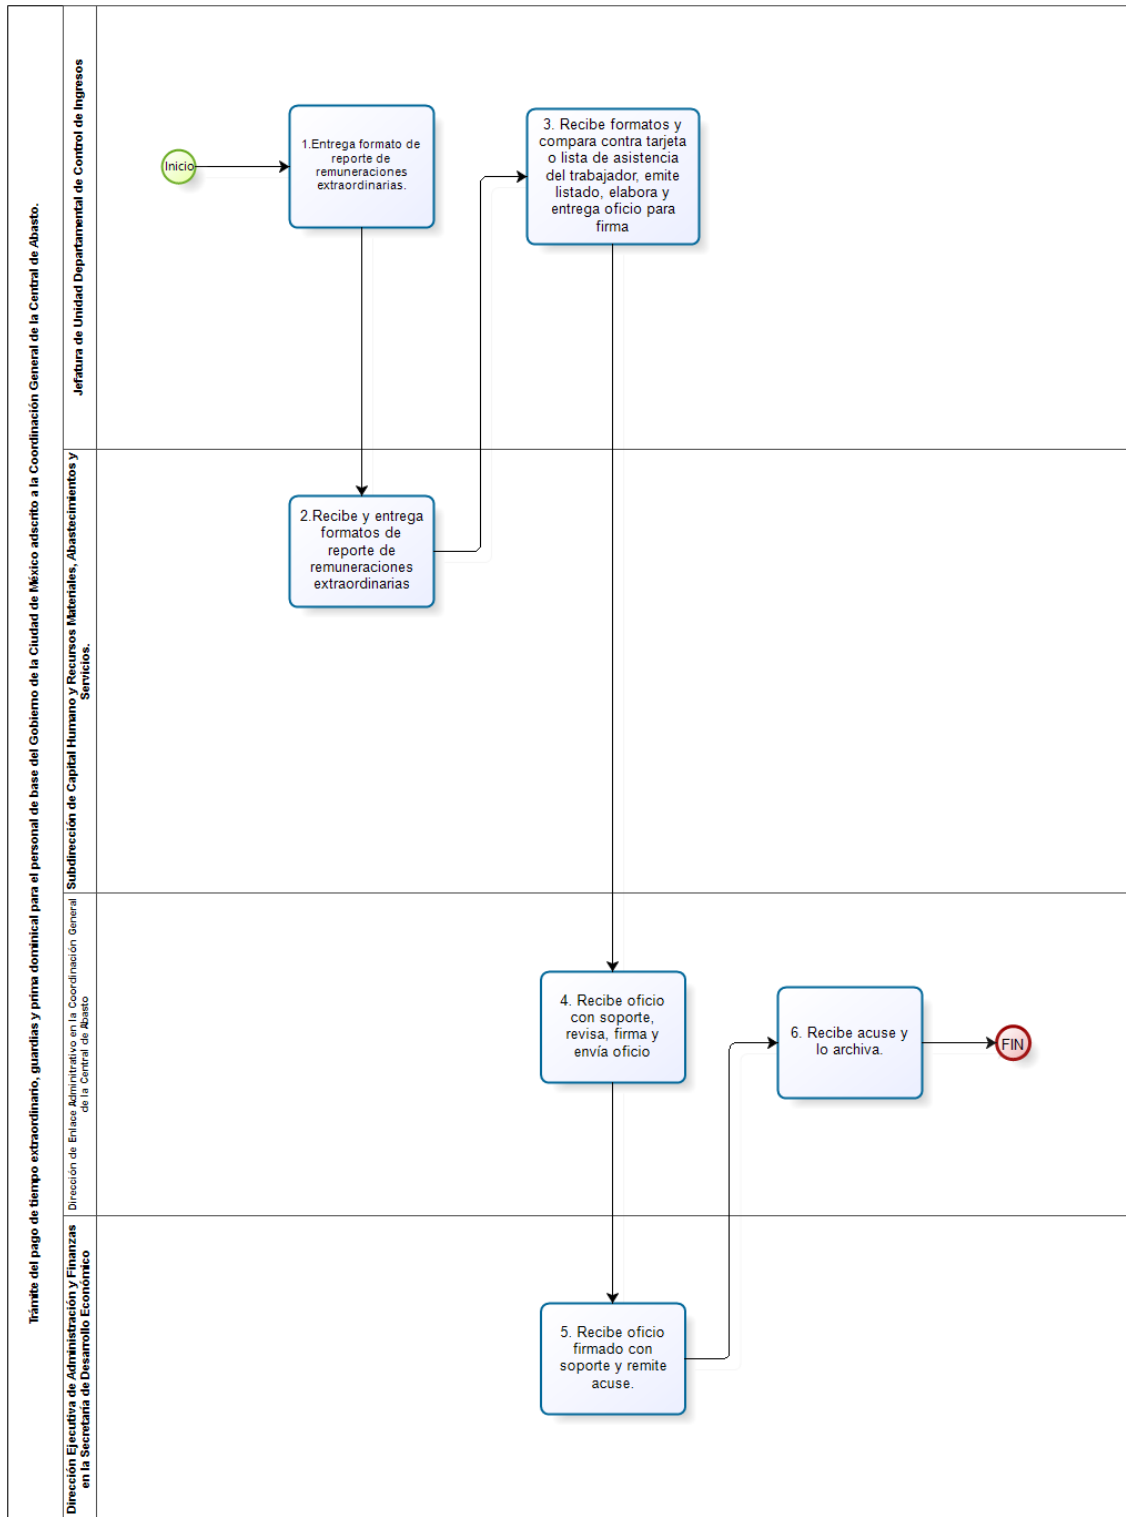 Trámite del pago de tiempo extraordinario, guardias y prima dominical para el personal de base del Gobierno de la Ciudad de México adscrito a la Coordinación General de la Central de Abasto.
Jefatura de Unidad Departamental de Control de Ingresos
Inicio
1.Entrega formato de
reporte de
remuneraciones
extraordinarias.
3. Recibe formatos y
compara contra tarjeta
o lista de asistencia
del trabajador, emite
listado, elabora y
entrega oficio para
firma
Subdirección de Capital Humano y Recursos Materiales, Abastecimientos y
Servicios.
2.Recibe y entrega
formatos de
reporte de
remuneraciones
extraordinarias
Dirección de Enlace Adminitrativo en la Coordinación General
de la Central de Abasto
4. Recibe oficio
con soporte,
revisa, firma y
envía oficio
6. Recibe acuse y
lo archiva.
FIN
Dirección Ejecutiva de Administración y Finanzas
en la Secretaría de Desarrollo Económico
5. Recibe oficio
firmado con
soporte y remite
acuse.